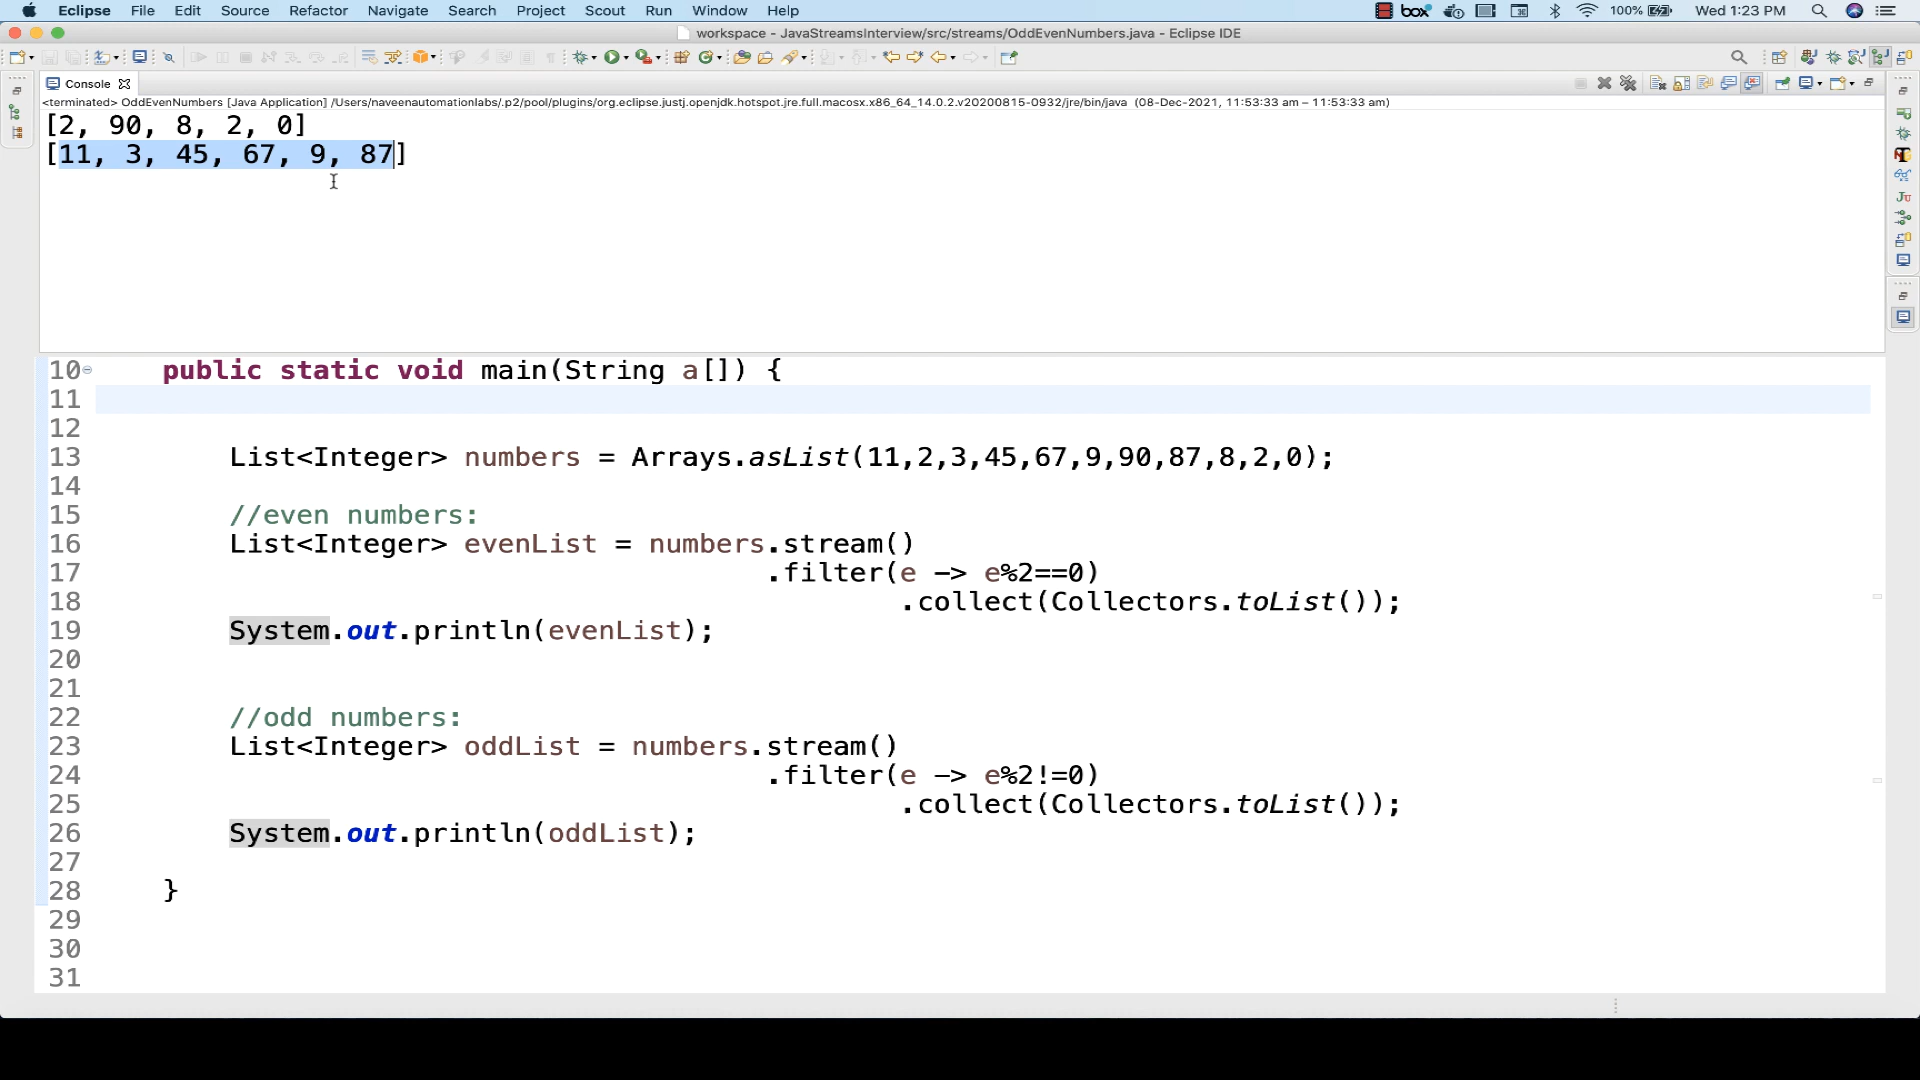 Eclipse File Edit Source Refactor Navigate Search Project Scout Run Window Help box 100% Wed 1:23 PM
workspace - JavaStreamsInterview/src/streams/OddEvenNumbers.java - Eclipse IDE
Console
<terminated> OddEvenNumbers [Java Application] /Users/naveenautomationlabs/.p2/pool/plugins/org.eclipse.justj.openjdk.hotspot.jre.full.macosx.x86_64_14.0.2.v20200815-0932/jre/bin/java (08-Dec-2021, 11:53:33 am – 11:53:33 am)
[2, 90, 8, 2, 0]
[11, 3, 45, 67, 9, 87]
10 public static void main(String a[]) {
11
12
13 List<Integer> numbers = Arrays.asList(11,2,3,45,67,9,90,87,8,2,0);
14
15 //even numbers:
16 List<Integer> evenList = numbers.stream()
17 .filter(e -> e%2==0)
18 .collect(Collectors.toList());
19 System.out.println(evenList);
20
21
22 //odd numbers:
23 List<Integer> oddList = numbers.stream()
24 .filter(e -> e%2!=0)
25 .collect(Collectors.toList());
26 System.out.println(oddList);
27
28 }
29
30
31